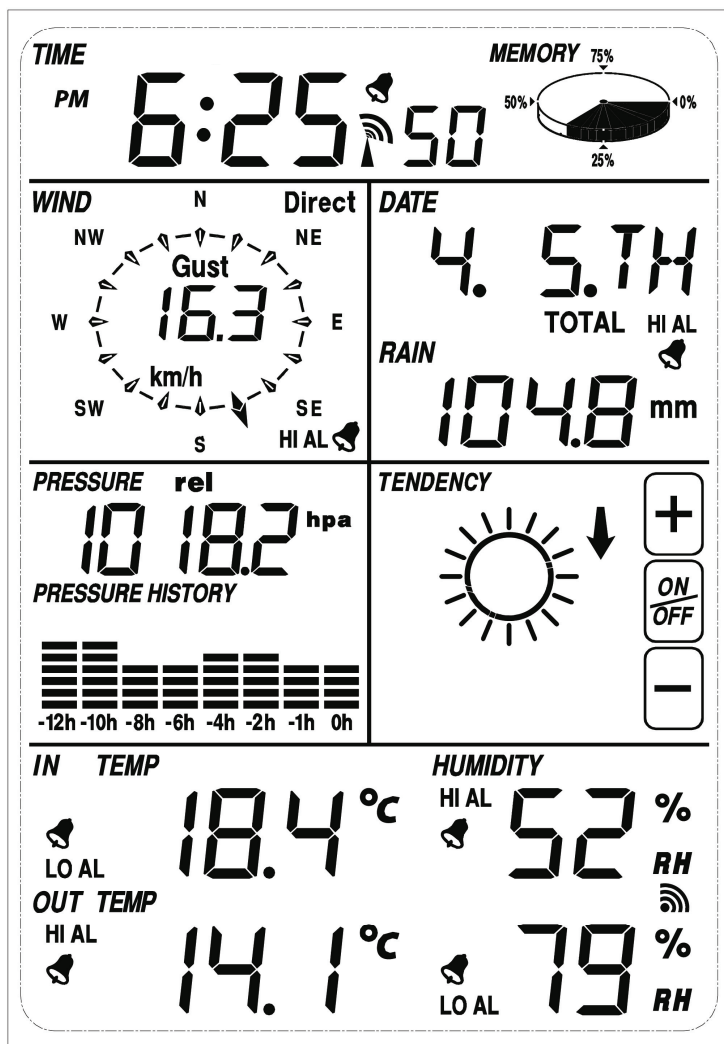 TIME
MEMORY
PM 6:25 50
75%
50%
0%
25%
WIND
N
Direct
NW
NE
Gust
W
16.3
E
km/h
SW
SE
S
HI AL
DATE
4. 5.TH
TOTAL HI AL
RAIN
104.8 mm
PRESSURE rel
1018.2 hpa
PRESSURE HISTORY
-12h -10h -8h -6h -4h -2h -1h 0h
TENDENCY
+
ON
OFF
−
IN TEMP
18.4 °C
LO AL
HUMIDITY
HI AL
52 %
RH
OUT TEMP
HI AL
14.1 °C
79 %
LO AL
RH